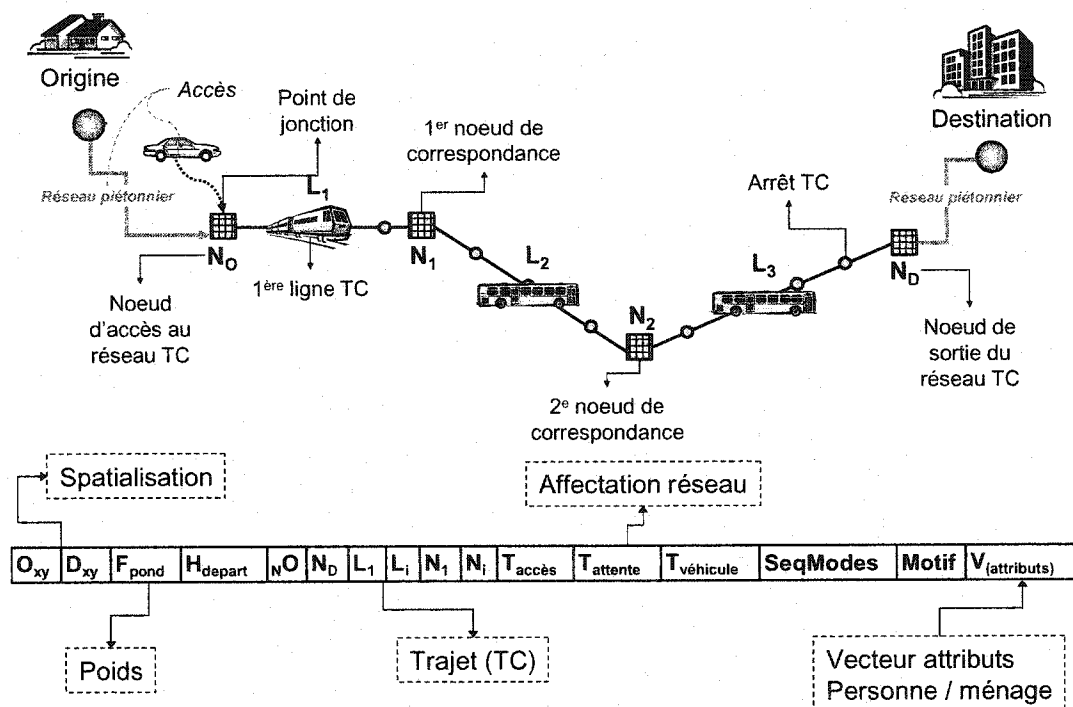 Origine
Accès
Point de
jonction
1er noeud de
correspondance
Destination
Réseau piétonnier
L1
Arrêt TC
Réseau piétonnier
NO
N1
L2
L3
ND
1ère ligne TC
N2
Noeud
d'accès au
réseau TC
Noeud de
sortie du
réseau TC
2e noeud de
correspondance
Spatialisation
Affectation réseau
Oxy Dxy Fpond Hdepart NO ND L1 Li N1 Ni Taccès Tattente Tvéhicule SeqModes Motif V(attributs)
Poids
Trajet (TC)
Vecteur attributs
Personne / ménage